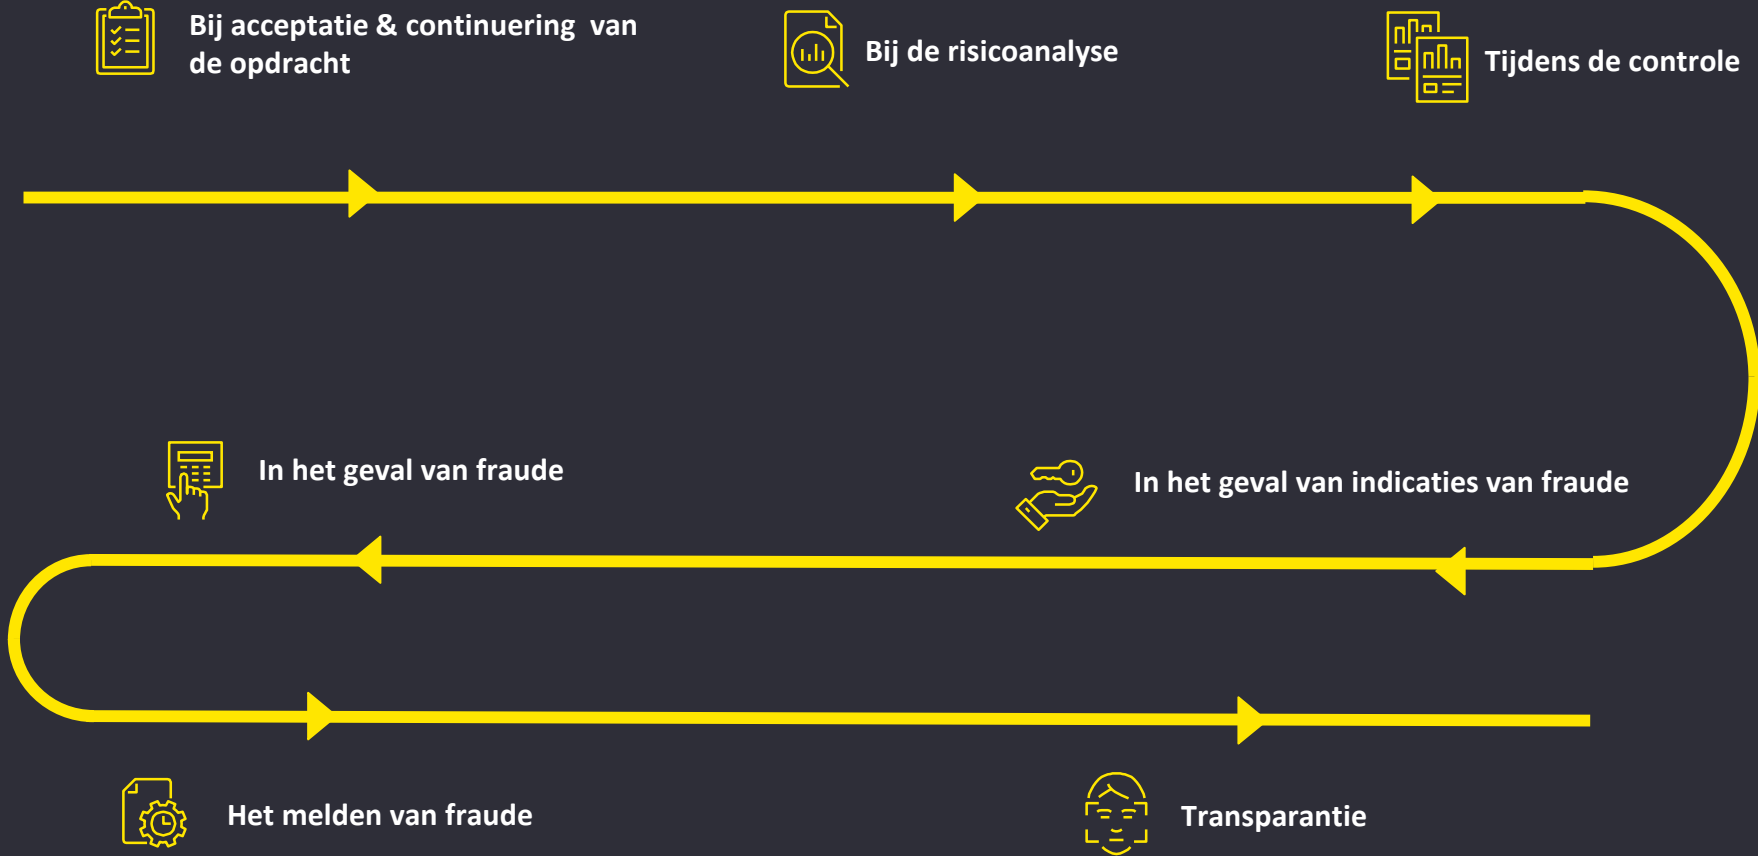 Bij acceptatie & continuering van
de opdracht
Bij de risicoanalyse
Tijdens de controle
In het geval van indicaties van fraude
In het geval van fraude
Het melden van fraude
Transparantie